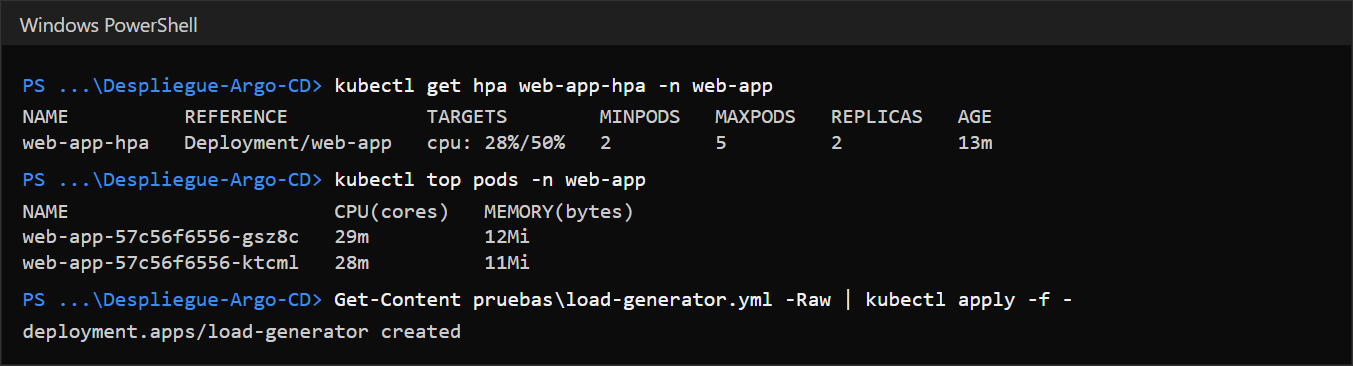 Windows PowerShell
PS ...\Despliegue-Argo-CD> kubectl get hpa web-app-hpa -n web-app
NAME          REFERENCE            TARGETS        MINPODS   MAXPODS   REPLICAS   AGE
web-app-hpa   Deployment/web-app   cpu: 28%/50%   2         5         2          13m
PS ...\Despliegue-Argo-CD> kubectl top pods -n web-app
NAME                       CPU(cores)   MEMORY(bytes)
web-app-57c56f6556-gsz8c   29m          12Mi
web-app-57c56f6556-ktcml   28m          11Mi
PS ...\Despliegue-Argo-CD> Get-Content pruebas\load-generator.yml -Raw | kubectl apply -f -
deployment.apps/load-generator created